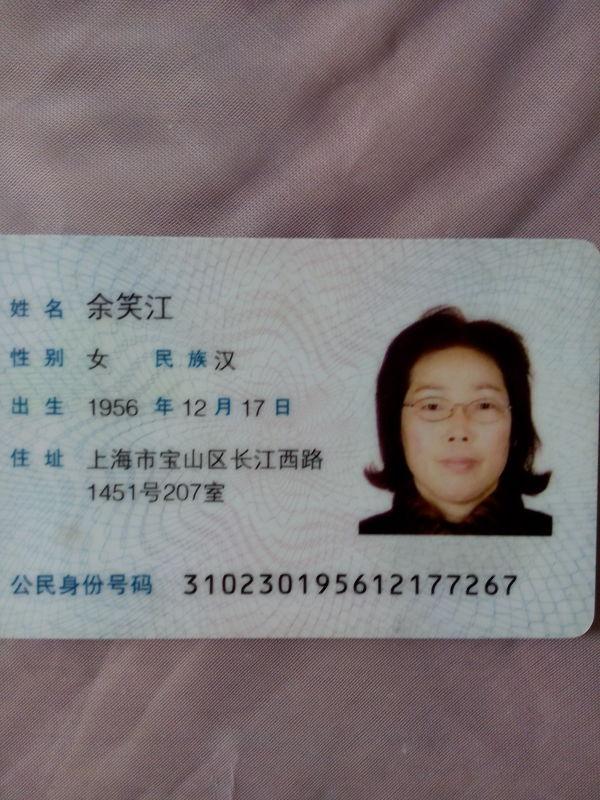 姓名 余笑江
性别 女 民族 汉
出生 1956 年 12 月 17 日
住址 上海市宝山区长江西路
1451号207室
公民身份号码 310230195612177267